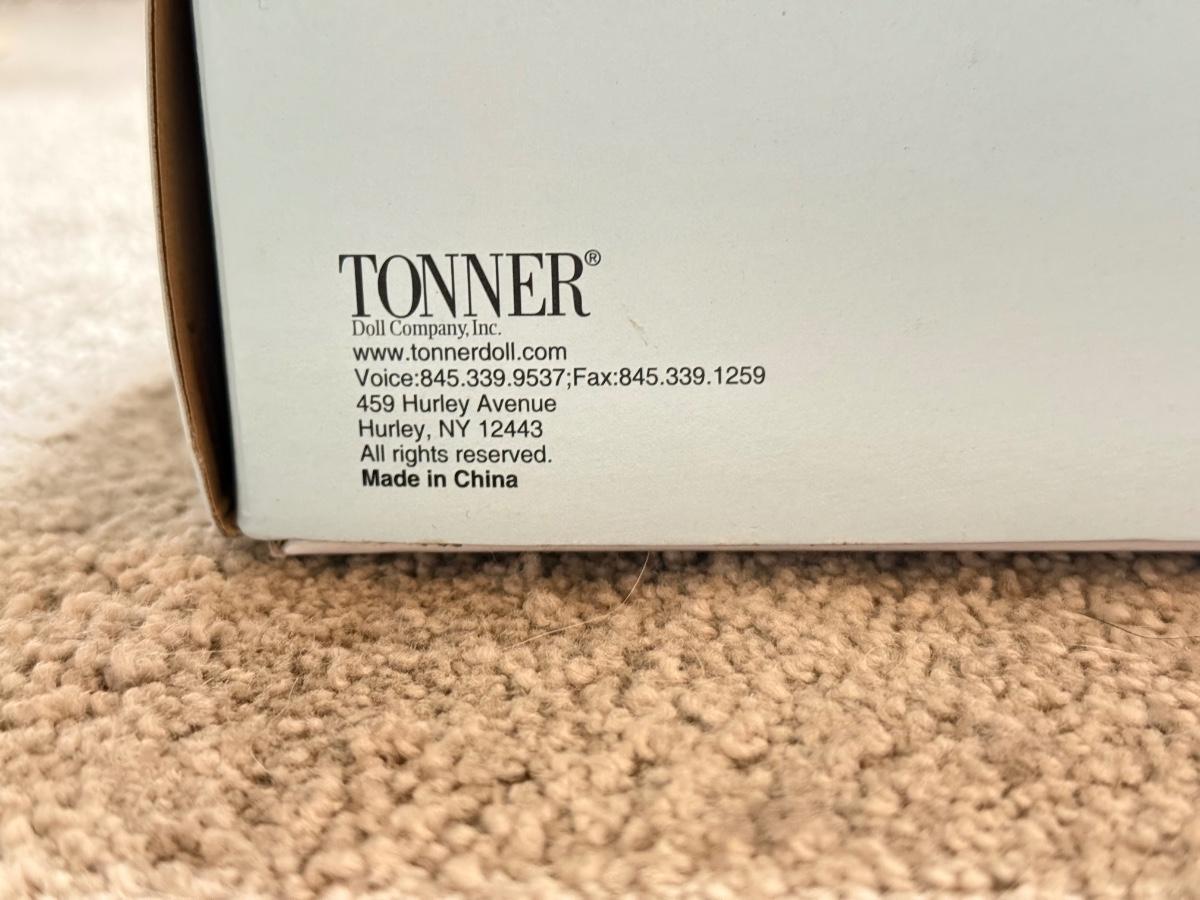 TONNER®
Doll Company, Inc.
www.tonnerdoll.com
Voice:845.339.9537;Fax:845.339.1259
459 Hurley Avenue
Hurley, NY 12443
All rights reserved.
Made in China